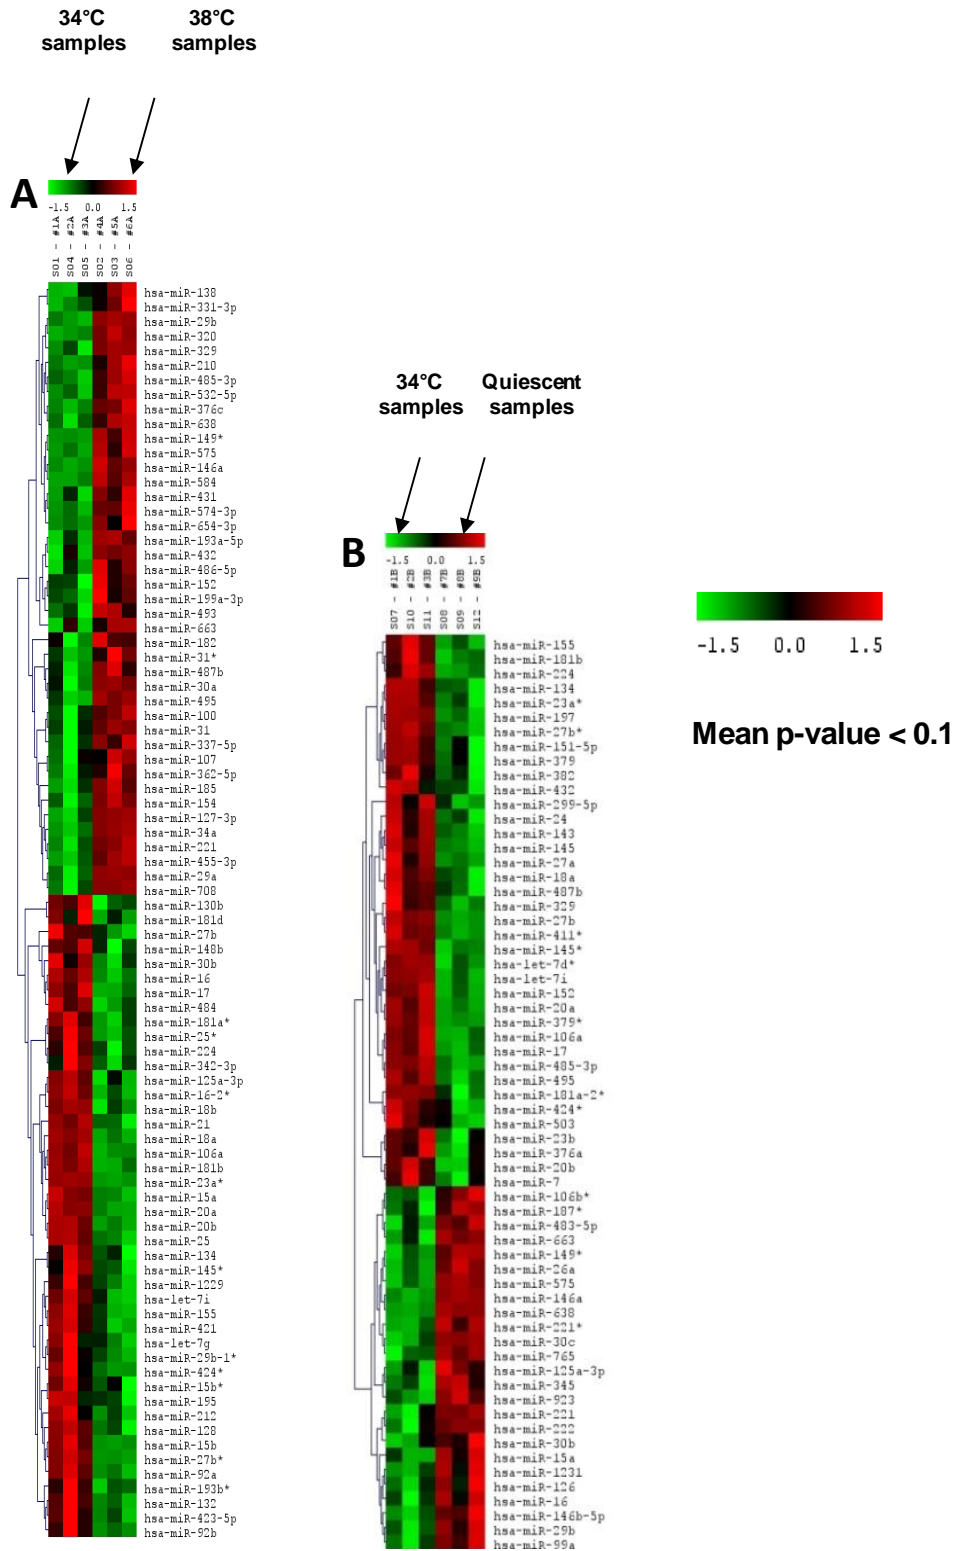 34°C
samples
38°C
samples
A
-1.5 0.0 1.5
S01 - #1A
S04 - #2A
S05 - #3A
S02 - #4A
S03 - #5A
S06 - #6A
hsa-miR-138
hsa-miR-331-3p
hsa-miR-29b
hsa-miR-320
hsa-miR-329
hsa-miR-210
hsa-miR-485-3p
hsa-miR-532-5p
hsa-miR-376c
hsa-miR-638
hsa-miR-149*
hsa-miR-575
hsa-miR-146a
hsa-miR-584
hsa-miR-431
hsa-miR-574-3p
hsa-miR-654-3p
hsa-miR-193a-5p
hsa-miR-432
hsa-miR-486-5p
hsa-miR-152
hsa-miR-199a-3p
hsa-miR-493
hsa-miR-663
hsa-miR-182
hsa-miR-31*
hsa-miR-487b
hsa-miR-30a
hsa-miR-495
hsa-miR-100
hsa-miR-31
hsa-miR-337-5p
hsa-miR-107
hsa-miR-362-5p
hsa-miR-185
hsa-miR-154
hsa-miR-127-3p
hsa-miR-34a
hsa-miR-221
hsa-miR-455-3p
hsa-miR-29a
hsa-miR-708
hsa-miR-130b
hsa-miR-181d
hsa-miR-27b
hsa-miR-148b
hsa-miR-30b
hsa-miR-16
hsa-miR-17
hsa-miR-484
hsa-miR-181a*
hsa-miR-25*
hsa-miR-224
hsa-miR-342-3p
hsa-miR-125a-3p
hsa-miR-16-2*
hsa-miR-18b
hsa-miR-21
hsa-miR-18a
hsa-miR-106a
hsa-miR-181b
hsa-miR-23a*
hsa-miR-15a
hsa-miR-20a
hsa-miR-20b
hsa-miR-25
hsa-miR-134
hsa-miR-145*
hsa-miR-1229
hsa-let-7i
hsa-miR-155
hsa-miR-421
hsa-let-7g
hsa-miR-29b-1*
hsa-miR-424*
hsa-miR-15b*
hsa-miR-195
hsa-miR-212
hsa-miR-128
hsa-miR-15b
hsa-miR-27b*
hsa-miR-92a
hsa-miR-193b*
hsa-miR-132
hsa-miR-423-5p
hsa-miR-92b
34°C
samples
Quiescent
samples
B
-1.5 0.0 1.5
S07 - #1B
S10 - #2B
S11 - #3B
S08 - #7B
S09 - #8B
S12 - #9B
hsa-miR-155
hsa-miR-181b
hsa-miR-224
hsa-miR-134
hsa-miR-23a*
hsa-miR-197
hsa-miR-27b*
hsa-miR-151-5p
hsa-miR-379
hsa-miR-382
hsa-miR-432
hsa-miR-299-5p
hsa-miR-24
hsa-miR-143
hsa-miR-145
hsa-miR-27a
hsa-miR-18a
hsa-miR-487b
hsa-miR-329
hsa-miR-27b
hsa-miR-411*
hsa-miR-145*
hsa-let-7d*
hsa-let-7i
hsa-miR-152
hsa-miR-20a
hsa-miR-379*
hsa-miR-106a
hsa-miR-17
hsa-miR-485-3p
hsa-miR-495
hsa-miR-181a-2*
hsa-miR-424*
hsa-miR-503
hsa-miR-23b
hsa-miR-376a
hsa-miR-20b
hsa-miR-7
hsa-miR-106b*
hsa-miR-187*
hsa-miR-483-5p
hsa-miR-663
hsa-miR-149*
hsa-miR-26a
hsa-miR-575
hsa-miR-146a
hsa-miR-638
hsa-miR-221*
hsa-miR-30c
hsa-miR-765
hsa-miR-125a-3p
hsa-miR-345
hsa-miR-923
hsa-miR-221
hsa-miR-222
hsa-miR-30b
hsa-miR-15a
hsa-miR-1231
hsa-miR-126
hsa-miR-16
hsa-miR-146b-5p
hsa-miR-29b
hsa-miR-99a
-1.5 0.0 1.5
Mean p-value < 0.1